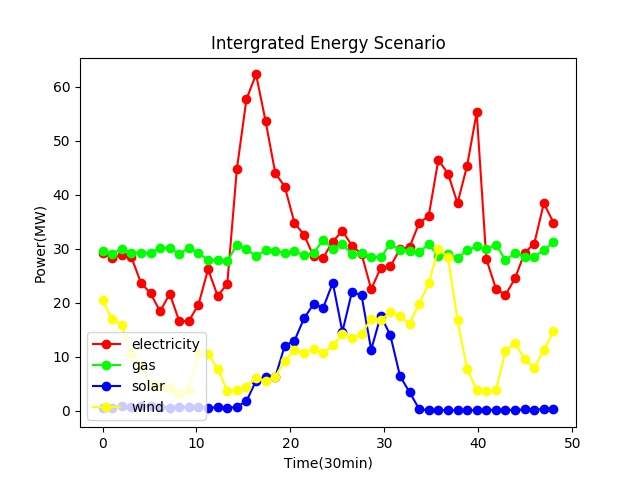 Intergrated Energy Scenario
Power(MW)
60
50
40
30
20
10
0
electricity
gas
solar
wind
0 10 20 30 40 50
Time(30min)